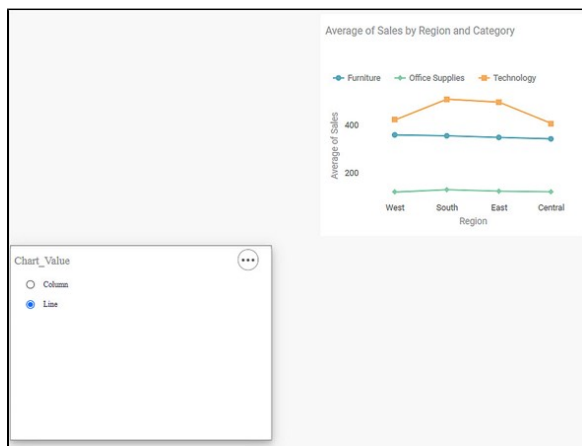 Average of Sales by Region and Category
Furniture Office Supplies Technology
Average of Sales
400
200
West South East Central
Region
Chart_Value
Column
Line